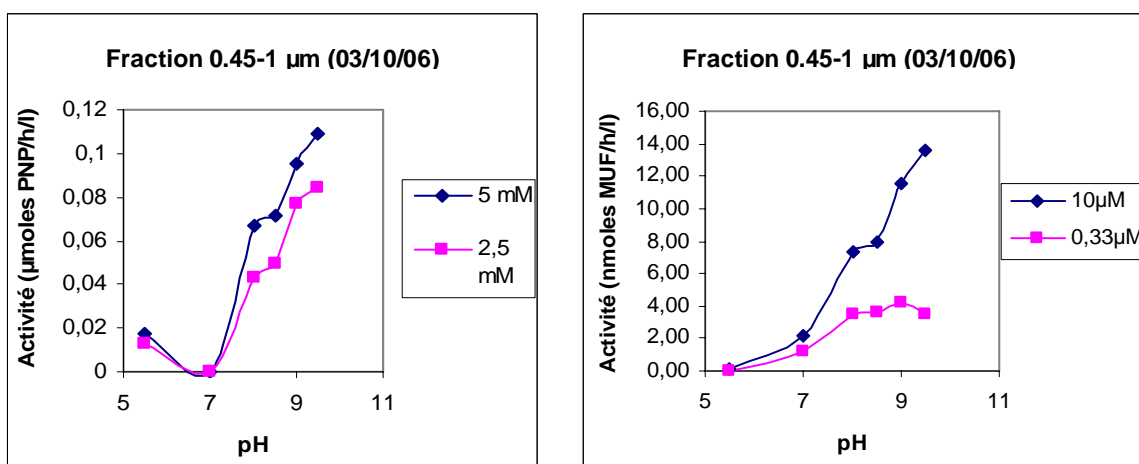 Fraction 0.45-1 µm (03/10/06)
Activité (µmoles PNP/h/l)
0,12
0,1
0,08
0,06
0,04
0,02
0
5 7 9 11
pH
5 mM
2,5
mM
Fraction 0.45-1 µm (03/10/06)
Activité (nmoles MUF/h/l)
16,00
14,00
12,00
10,00
8,00
6,00
4,00
2,00
0,00
5 7 9 11
pH
10µM
0,33µM